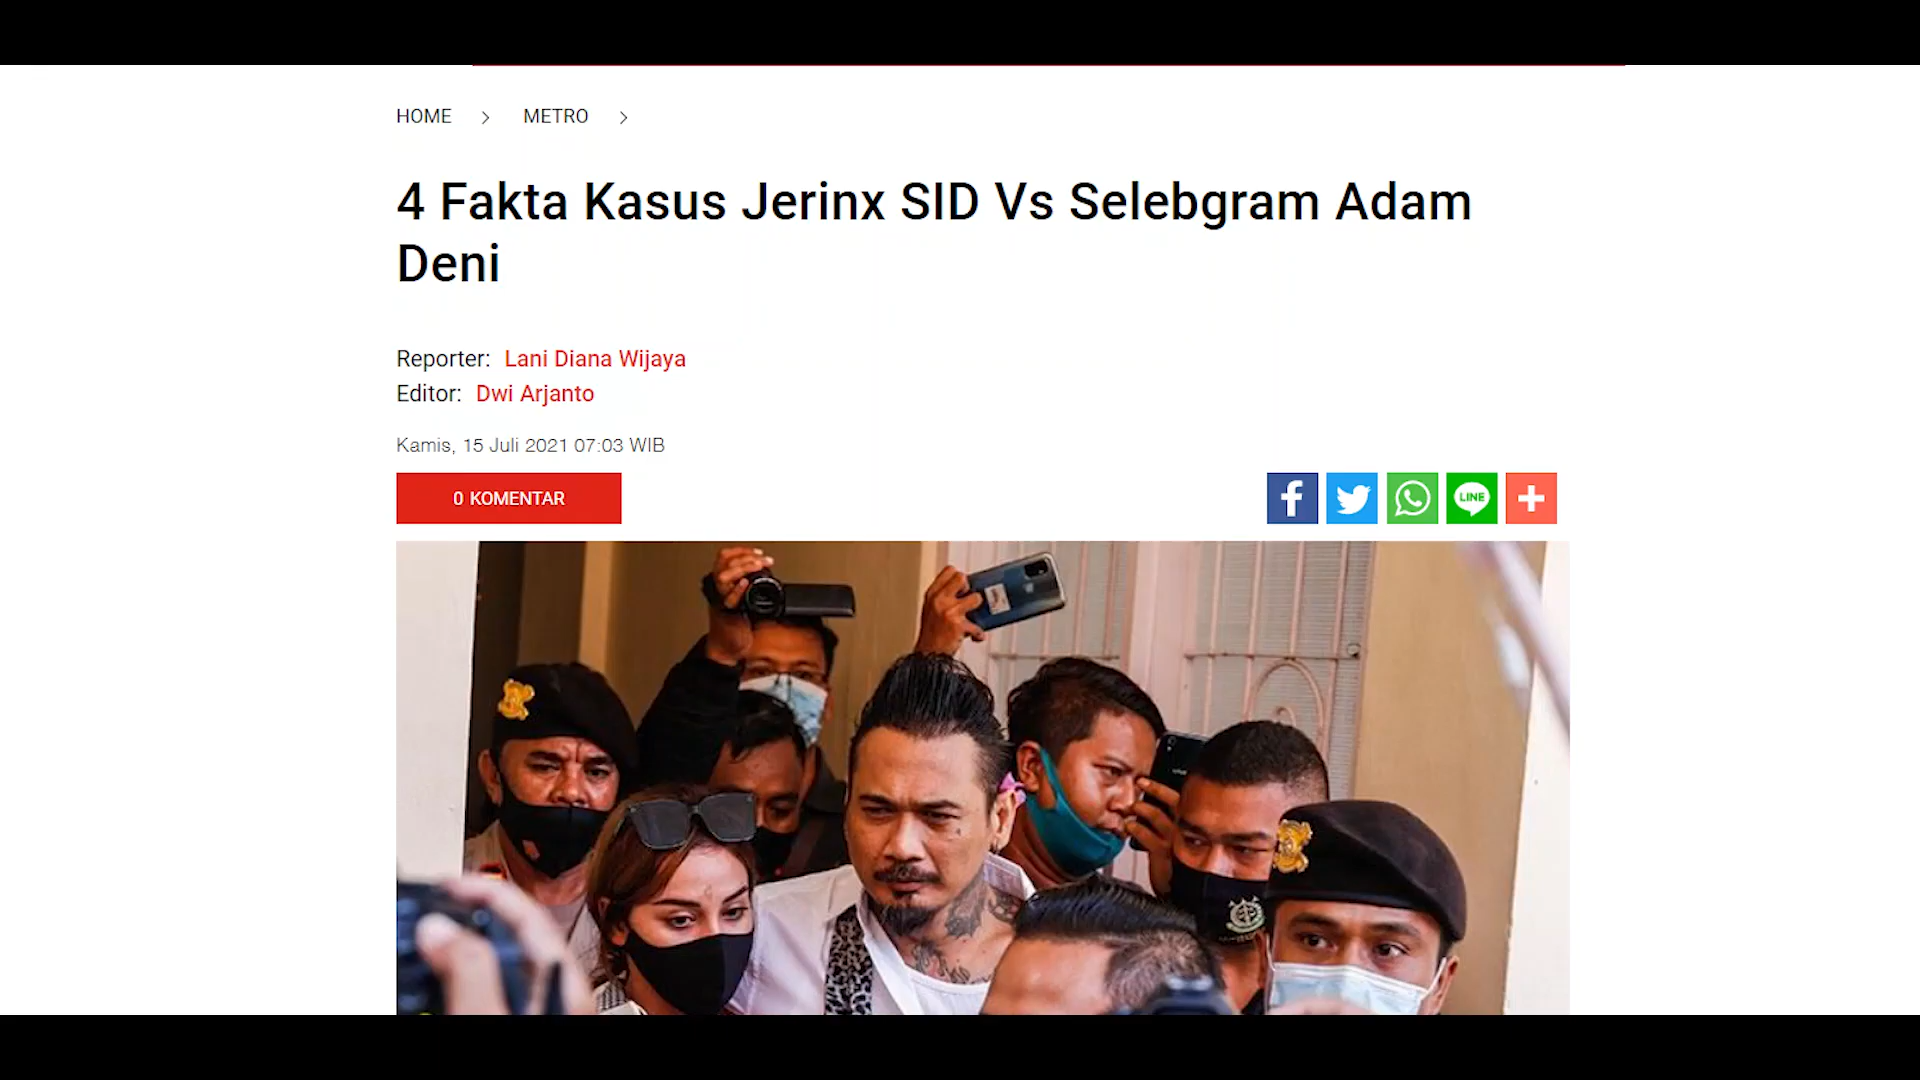 HOME > METRO >
4 Fakta Kasus Jerinx SID Vs Selebgram Adam
Deni
Reporter: Lani Diana Wijaya
Editor: Dwi Arjanto
Kamis, 15 Juli 2021 07:03 WIB
0 KOMENTAR
LINE